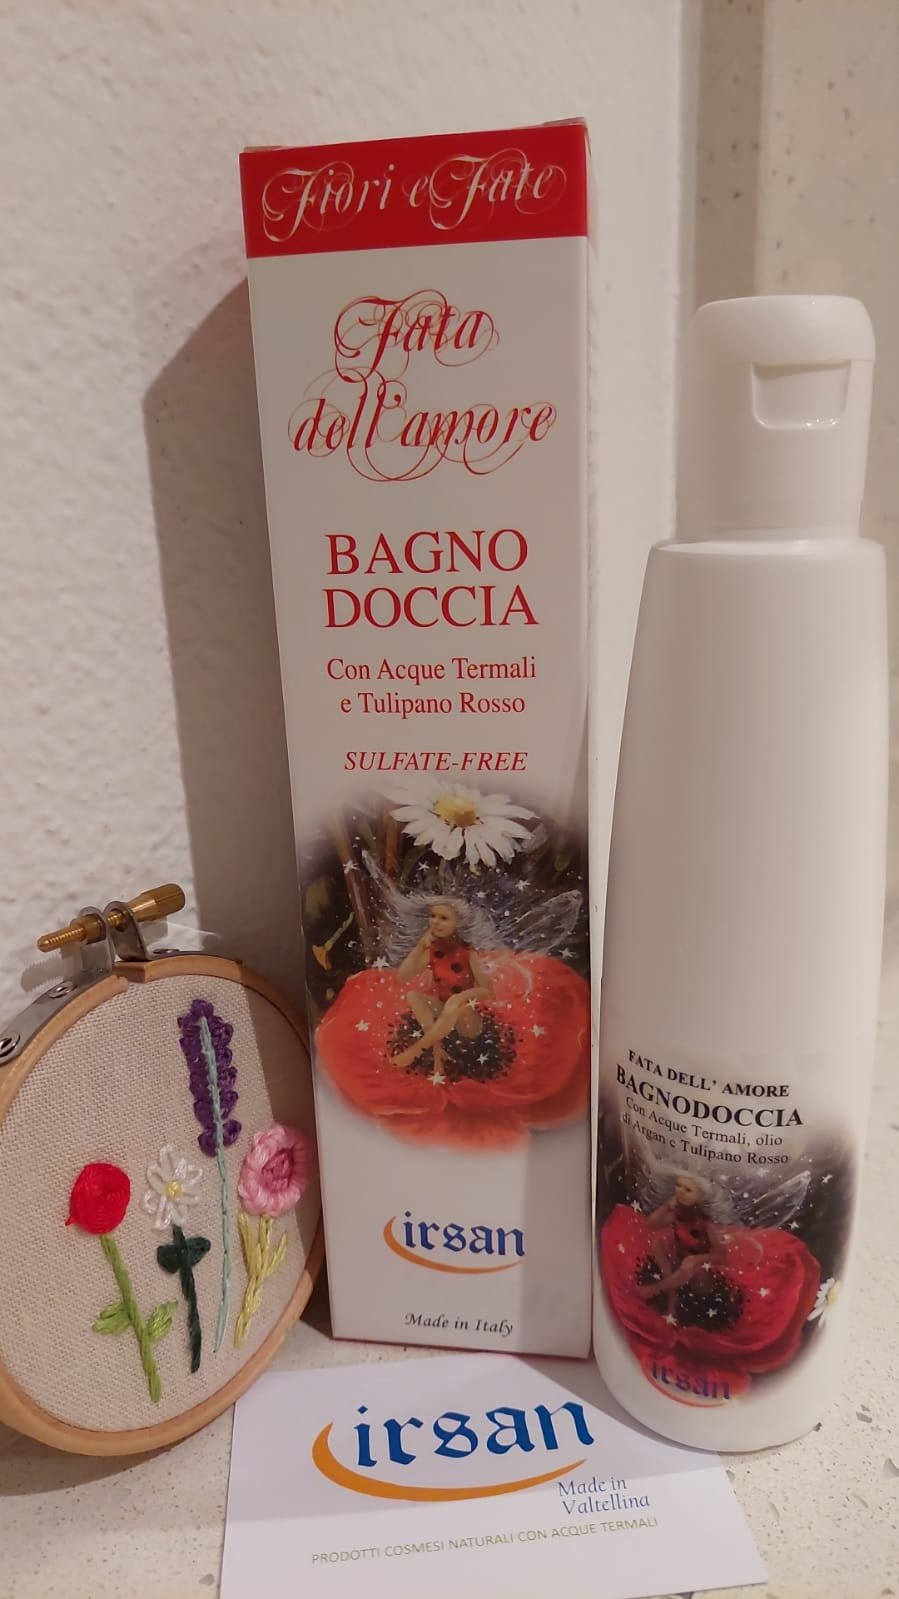 Fiori e Fate
Fata
dell'amore
BAGNO
DOCCIA
Con Acque Termali
e Tulipano Rosso
SULFATE-FREE
irsan
Made in Italy
FATA DELL' AMORE
BAGNODOCCIA
Con Acque Termali, olio
di Argan e Tulipano Rosso
irsan
irsan
Made in
Valtellina
PRODOTTI COSMESI NATURALI CON ACQUE TERMALI